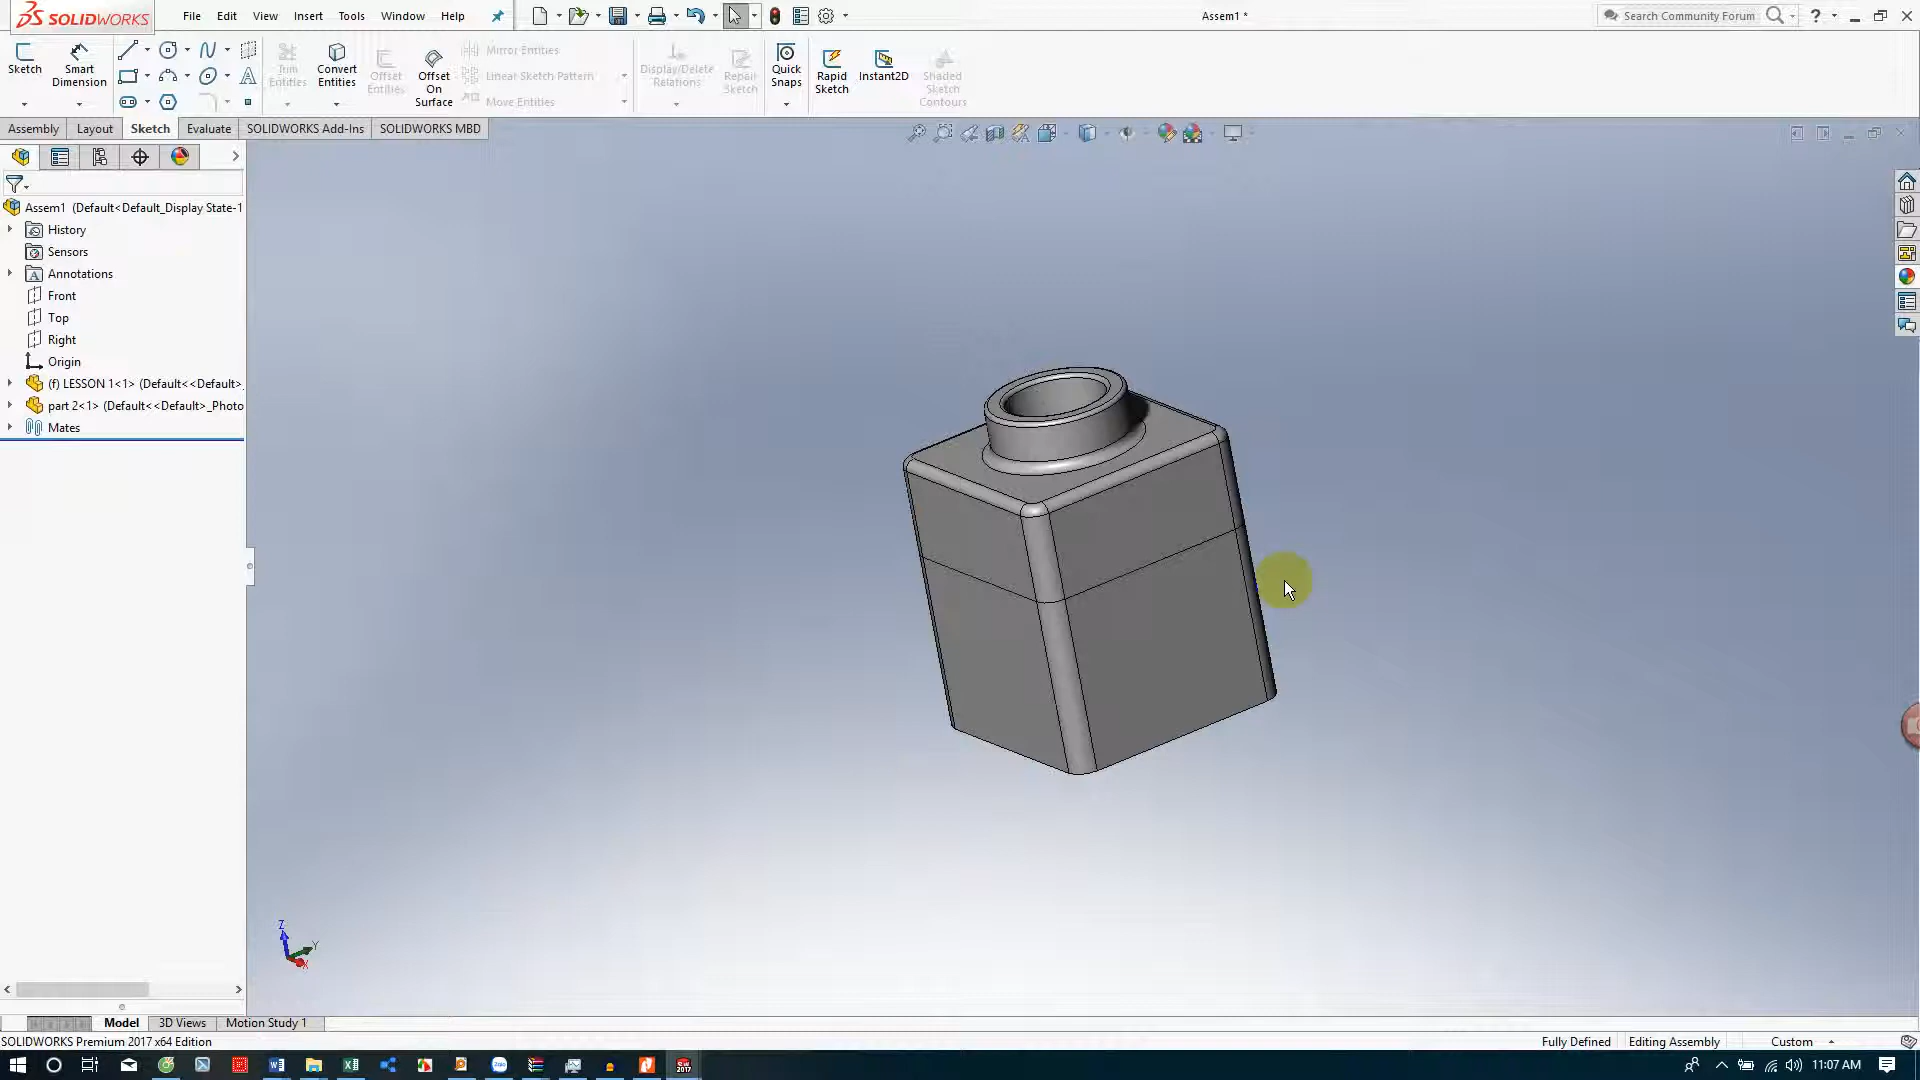 SOLIDWORKS File Edit View Insert Tools Window Help Assem1 * Search Community Forum ?
Sketch Smart Dimension Trim Entities Convert Entities Offset Entities Offset On Surface Mirror Entities Linear Sketch Pattern Move Entities Display/Delete Relations Repair Sketch Quick Snaps Rapid Sketch Instant2D Shaded Sketch Contours
Assembly Layout Sketch Evaluate SOLIDWORKS Add-Ins SOLIDWORKS MBD
Assem1 (Default<Default_Display State-1
History
Sensors
Annotations
Front
Top
Right
Origin
(f) LESSON 1<1> (Default<<Default>_
part 2<1> (Default<<Default>_Photo
Mates
Z
Y
X
Model 3D Views Motion Study 1
SOLIDWORKS Premium 2017 x64 Edition Fully Defined Editing Assembly Custom
11:07 AM